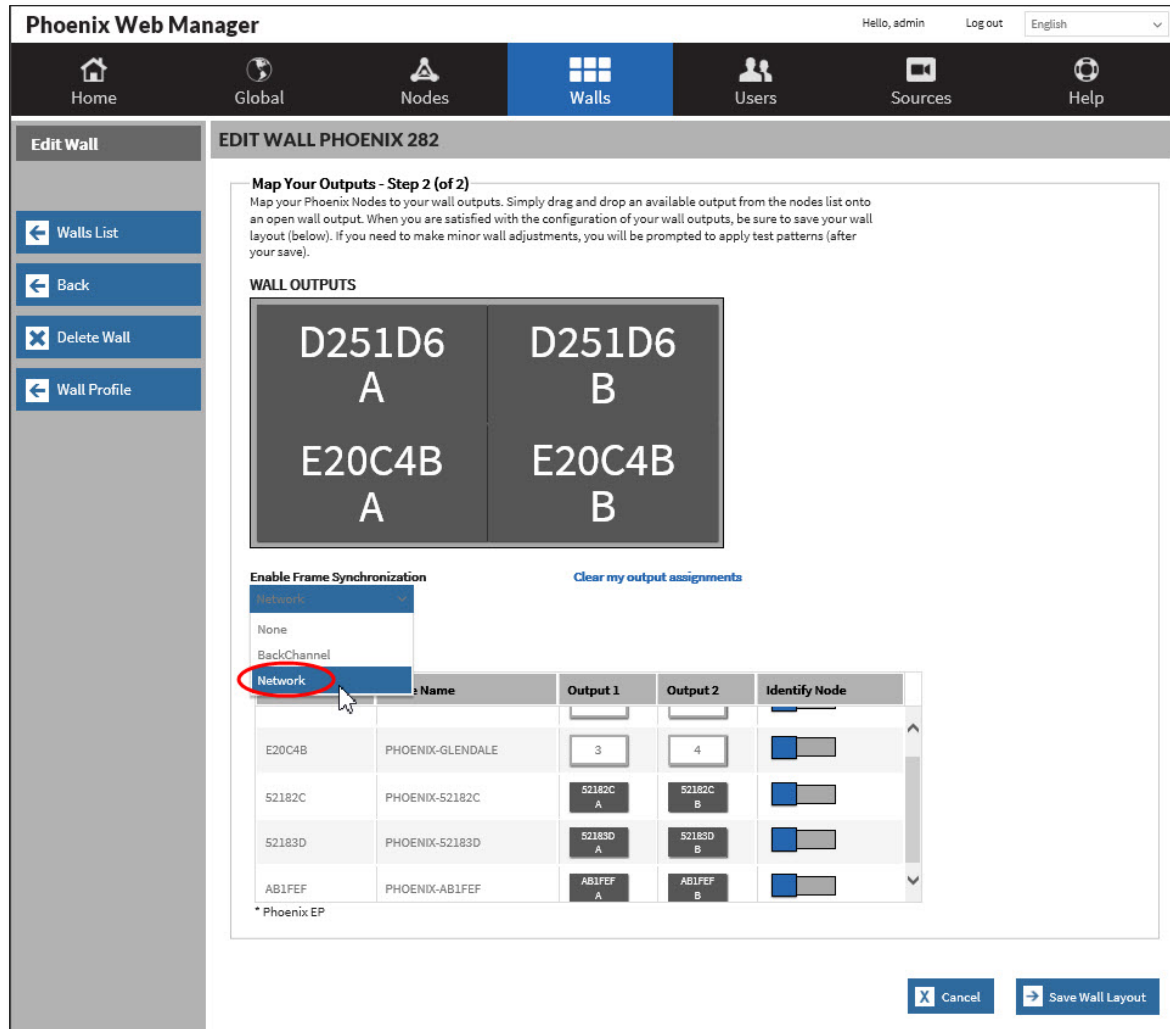 Phoenix Web Manager
Hello, admin
Log out
English
Home
Global
Nodes
Walls
Users
Sources
Help
Edit Wall
Walls List
Back
Delete Wall
Wall Profile
EDIT WALL PHOENIX 282
Map Your Outputs - Step 2 (of 2)
Map your Phoenix Nodes to your wall outputs. Simply drag and drop an available output from the nodes list onto
an open wall output. When you are satisfied with the configuration of your wall outputs, be sure to save your wall
layout (below). If you need to make minor wall adjustments, you will be prompted to apply test patterns (after
your save).
WALL OUTPUTS
D251D6
A
D251D6
B
E20C4B
A
E20C4B
B
Enable Frame Synchronization
Clear my output assignments
Network
None
BackChannel
Network
Name
Output 1
Output 2
Identify Node
E20C4B
PHOENIX-GLENDALE
3
4
52182C
PHOENIX-52182C
52182C
A
52182C
B
52183D
PHOENIX-52183D
52183D
A
52183D
B
AB1FEF
PHOENIX-AB1FEF
AB1FEF
A
AB1FEF
B
* Phoenix EP
X Cancel
Save Wall Layout